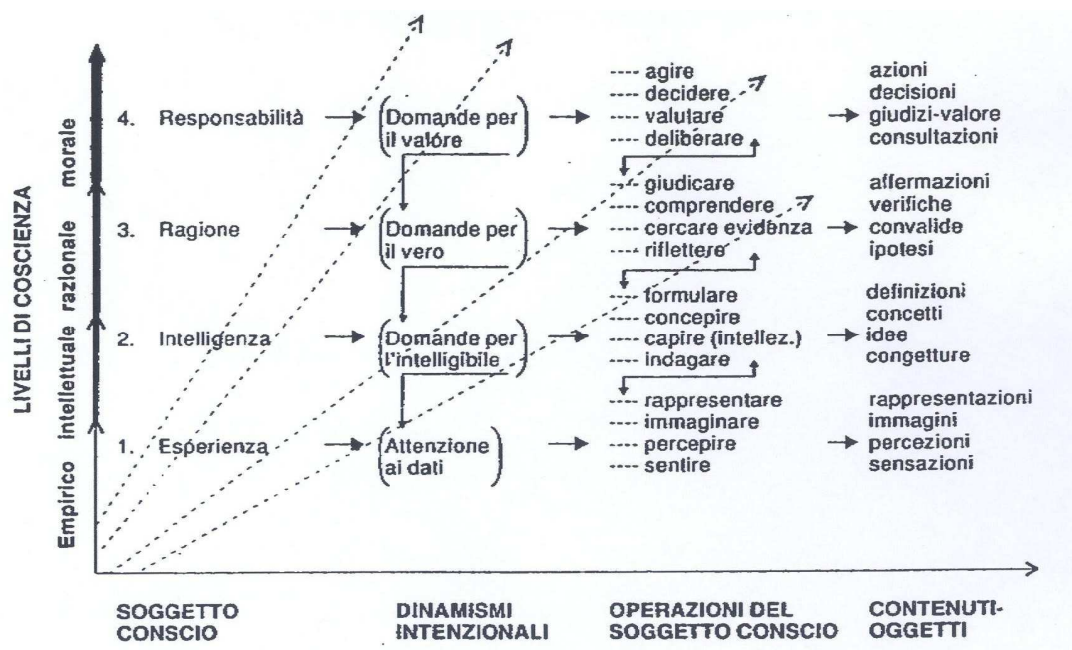 LIVELLI DI COSCIENZA
Empirico intellettuale razionale morale
4. Responsabilità
Domande per
il valore
agire
decidere
valutare
deliberare
azioni
decisioni
giudizi-valore
consultazioni
3. Ragione
Domande per
il vero
giudicare
comprendere
cercare evidenza
riflettere
affermazioni
verifiche
convalide
ipotesi
2. Intelligenza
Domande per
l'intelligibile
formulare
concepire
capire (intellez.)
indagare
definizioni
concetti
idee
congetture
1. Esperienza
Attenzione
ai dati
rappresentare
immaginare
percepire
sentire
rappresentazioni
immagini
percezioni
sensazioni
SOGGETTO
CONSCIO
DINAMISMI
INTENZIONALI
OPERAZIONI DEL
SOGGETTO CONSCIO
CONTENUTI-
OGGETTI